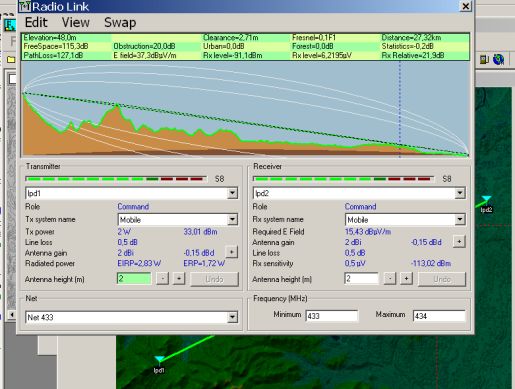 Radio Link
Edit View Swap
Elevation=48,0m Clearance=2,71m Fresnel=0,1F1 Distance=27,32km
FreeSpace=115,3dB Obstruction=20,0dB Urban=0,0dB Forest=0,0dB Statistics=-0,2dB
PathLoss=127,1dB E field=37,3dBµV/m Rx level=-91,1dBm Rx level=6,2195µV Rx Relative=21,9dB
Transmitter
S8
lpd1
Role Command
Tx system name Mobile
Tx power 2 W 33,01 dBm
Line loss 0,5 dB
Antenna gain 2 dBi -0,15 dBd +
Radiated power EIRP=2,83 W ERP=1,72 W
Antenna height (m) 2 - + Undo
Receiver
S8
lpd2
Role Command
Rx system name Mobile
Required E Field 15,43 dBµV/m
Antenna gain 2 dBi -0,15 dBd +
Line loss 0,5 dB
Rx sensitivity 0,5 µV -113,02 dBm
Antenna height (m) 2 - + Undo
Net
Net 433
Frequency (MHz)
Minimum 433 Maximum 434
lpd2
lpd1